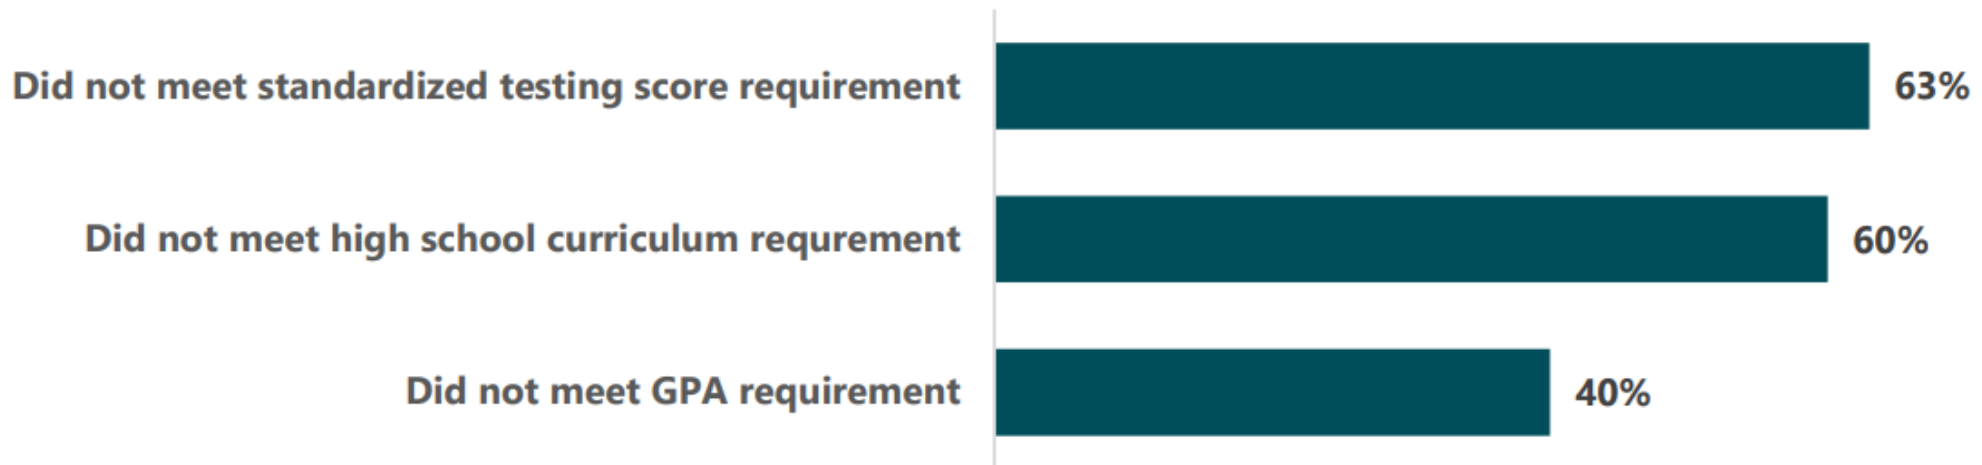 Did not meet standardized testing score requirement 63%
Did not meet high school curriculum requrement 60%
Did not meet GPA requirement 40%